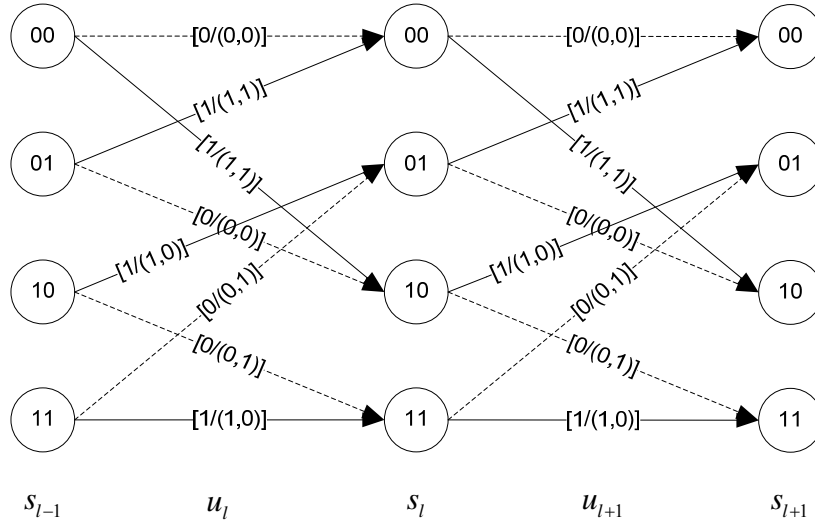 00 [0/(0,0)] 00 [0/(0,0)] 00
[1/(1,1)] [1/(1,1)]
[1/(1,1)] [1/(1,1)]
01 01 01
[0/(0,0)] [0/(0,0)]
[1/(1,0)] [1/(1,0)]
[0/(0,1)] [0/(0,1)]
10 10 10
[0/(0,1)] [0/(0,1)]
11 [1/(1,0)] 11 [1/(1,0)] 11
s_{l-1} u_l s_l u_{l+1} s_{l+1}